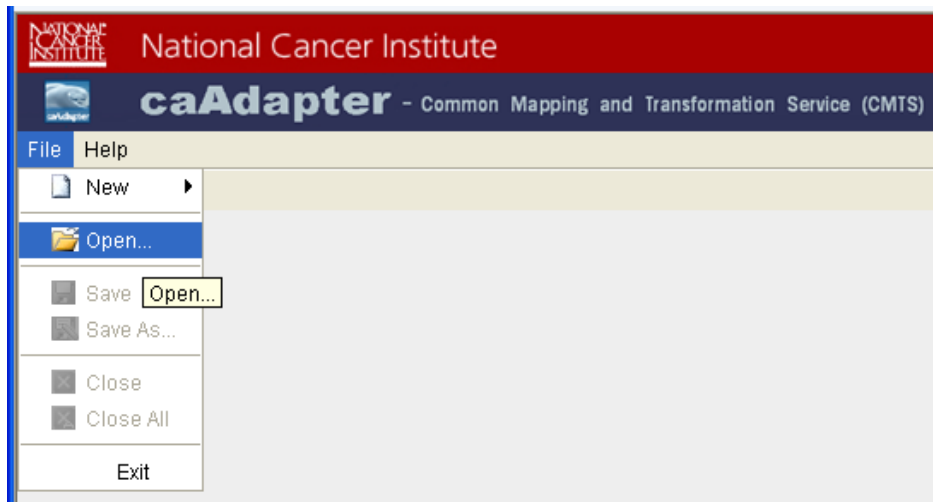 NATIONAL
CANCER
INSTITUTE
National Cancer Institute
caAdapter
caAdapter - Common Mapping and Transformation Service (CMTS)
File Help
New
Open...
Save
Open...
Save As...
Close
Close All
Exit